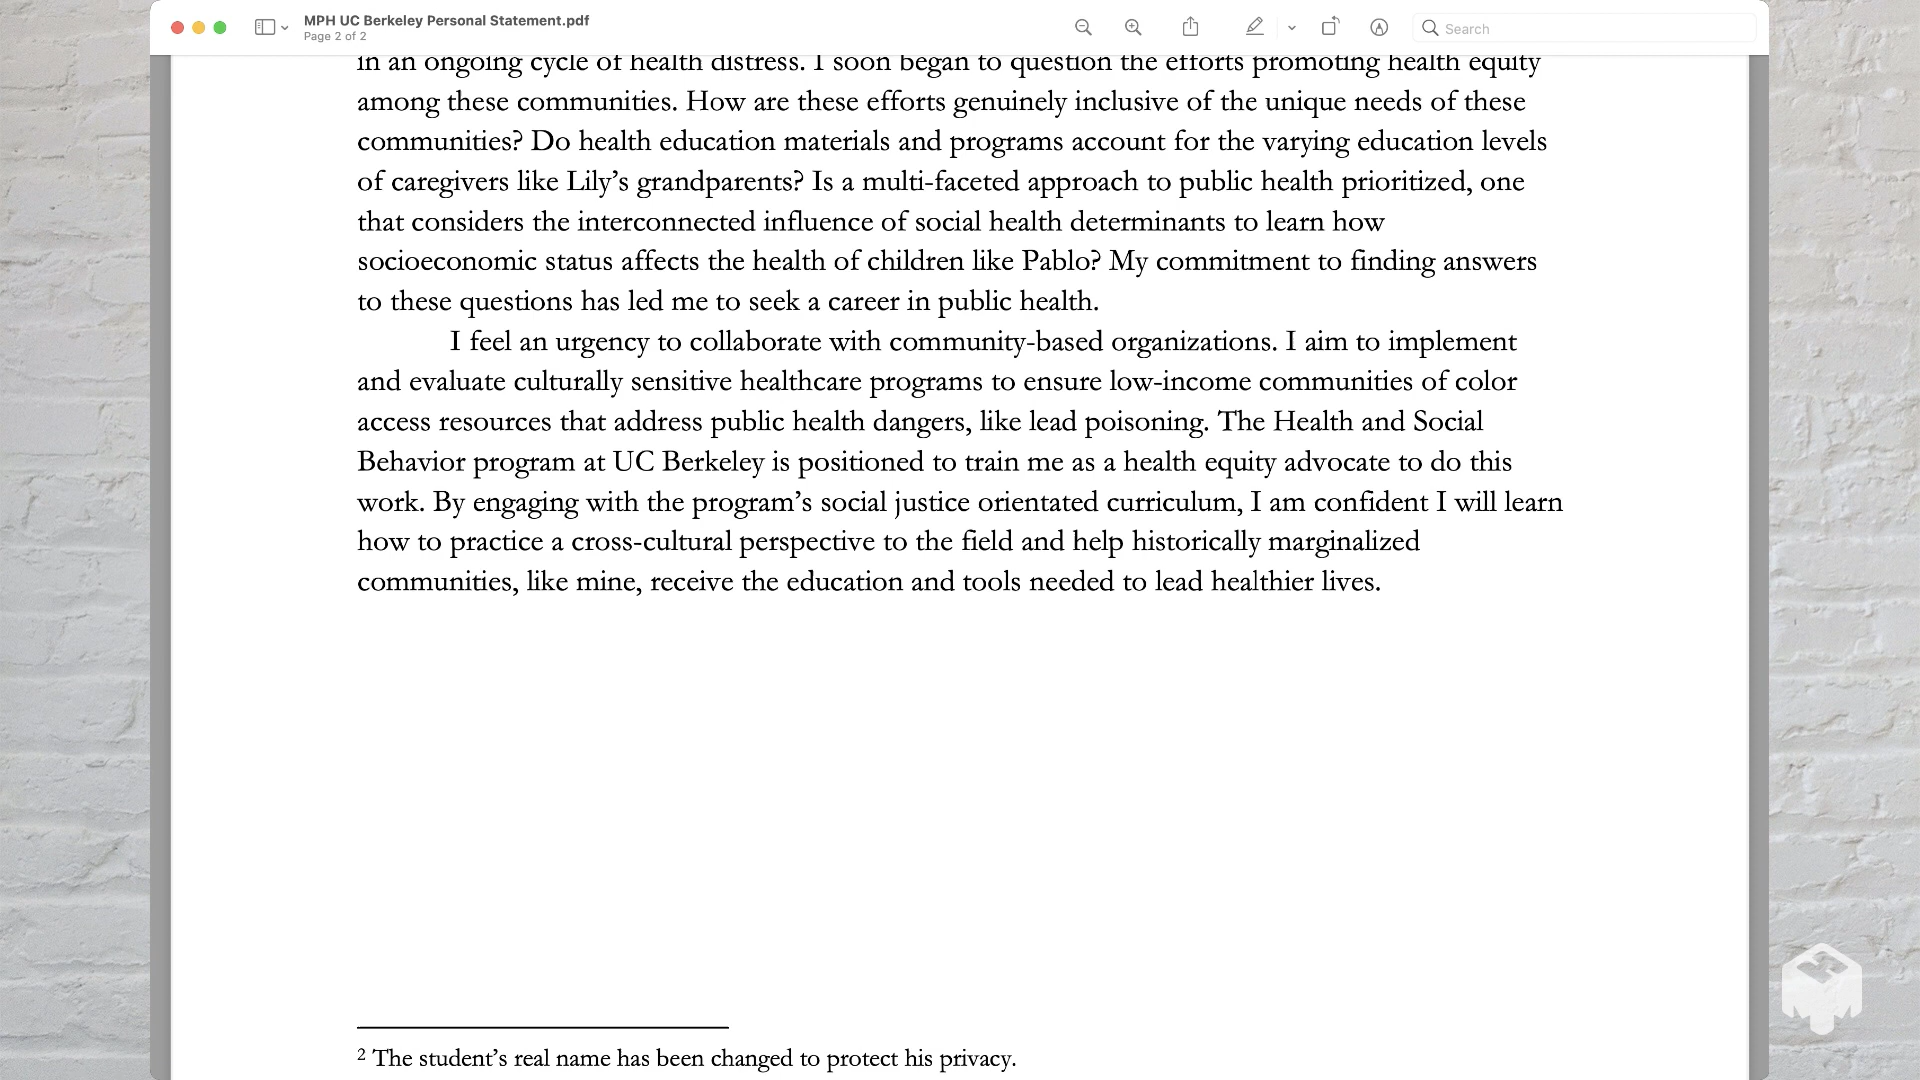 MPH UC Berkeley Personal Statement.pdf
Page 2 of 2
Search
in an ongoing cycle of health distress. I soon began to question the efforts promoting health equity
among these communities. How are these efforts genuinely inclusive of the unique needs of these
communities? Do health education materials and programs account for the varying education levels
of caregivers like Lily’s grandparents? Is a multi-faceted approach to public health prioritized, one
that considers the interconnected influence of social health determinants to learn how
socioeconomic status affects the health of children like Pablo? My commitment to finding answers
to these questions has led me to seek a career in public health.
I feel an urgency to collaborate with community-based organizations. I aim to implement
and evaluate culturally sensitive healthcare programs to ensure low-income communities of color
access resources that address public health dangers, like lead poisoning. The Health and Social
Behavior program at UC Berkeley is positioned to train me as a health equity advocate to do this
work. By engaging with the program’s social justice orientated curriculum, I am confident I will learn
how to practice a cross-cultural perspective to the field and help historically marginalized
communities, like mine, receive the education and tools needed to lead healthier lives.
2 The student’s real name has been changed to protect his privacy.